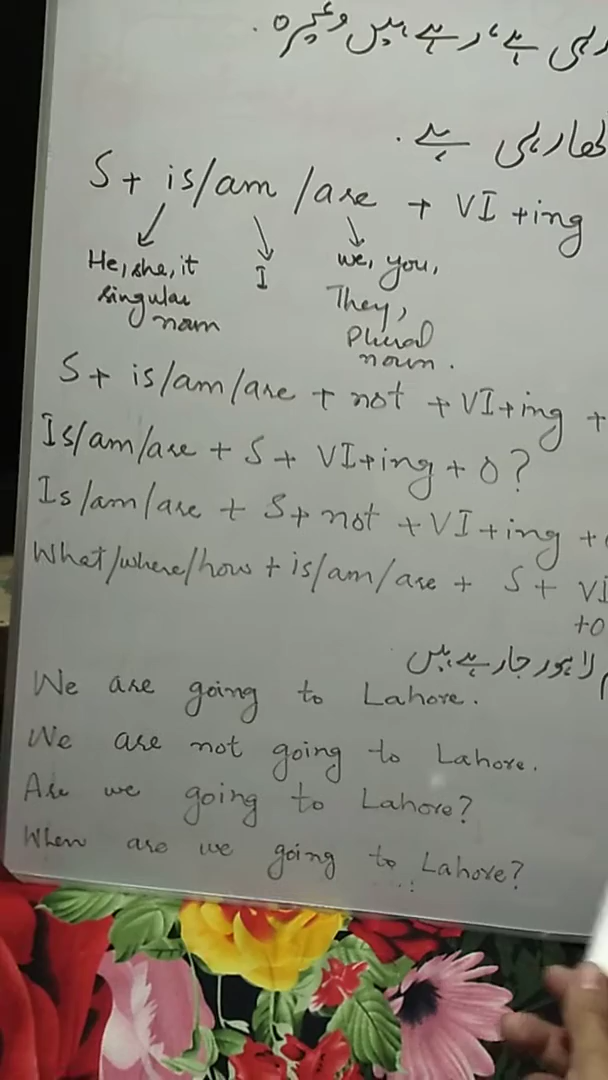 رہی ہے، رہے ہیں وغیرہ.
کھا رہی ہے.
S + is/am/are + VI + ing
He, she, it I we, you,
singular They,
noun Plural
noun.
S + is/am/are + not + VI + ing +
Is/am/are + S + VI + ing + O?
Is/am/are + S + not + VI + ing +
What/where/how + is/am/are + S + VI
+O
لاہور جا رہے ہیں
We are going to Lahore.
We are not going to Lahore.
Are we going to Lahore?
When are we going to Lahore?